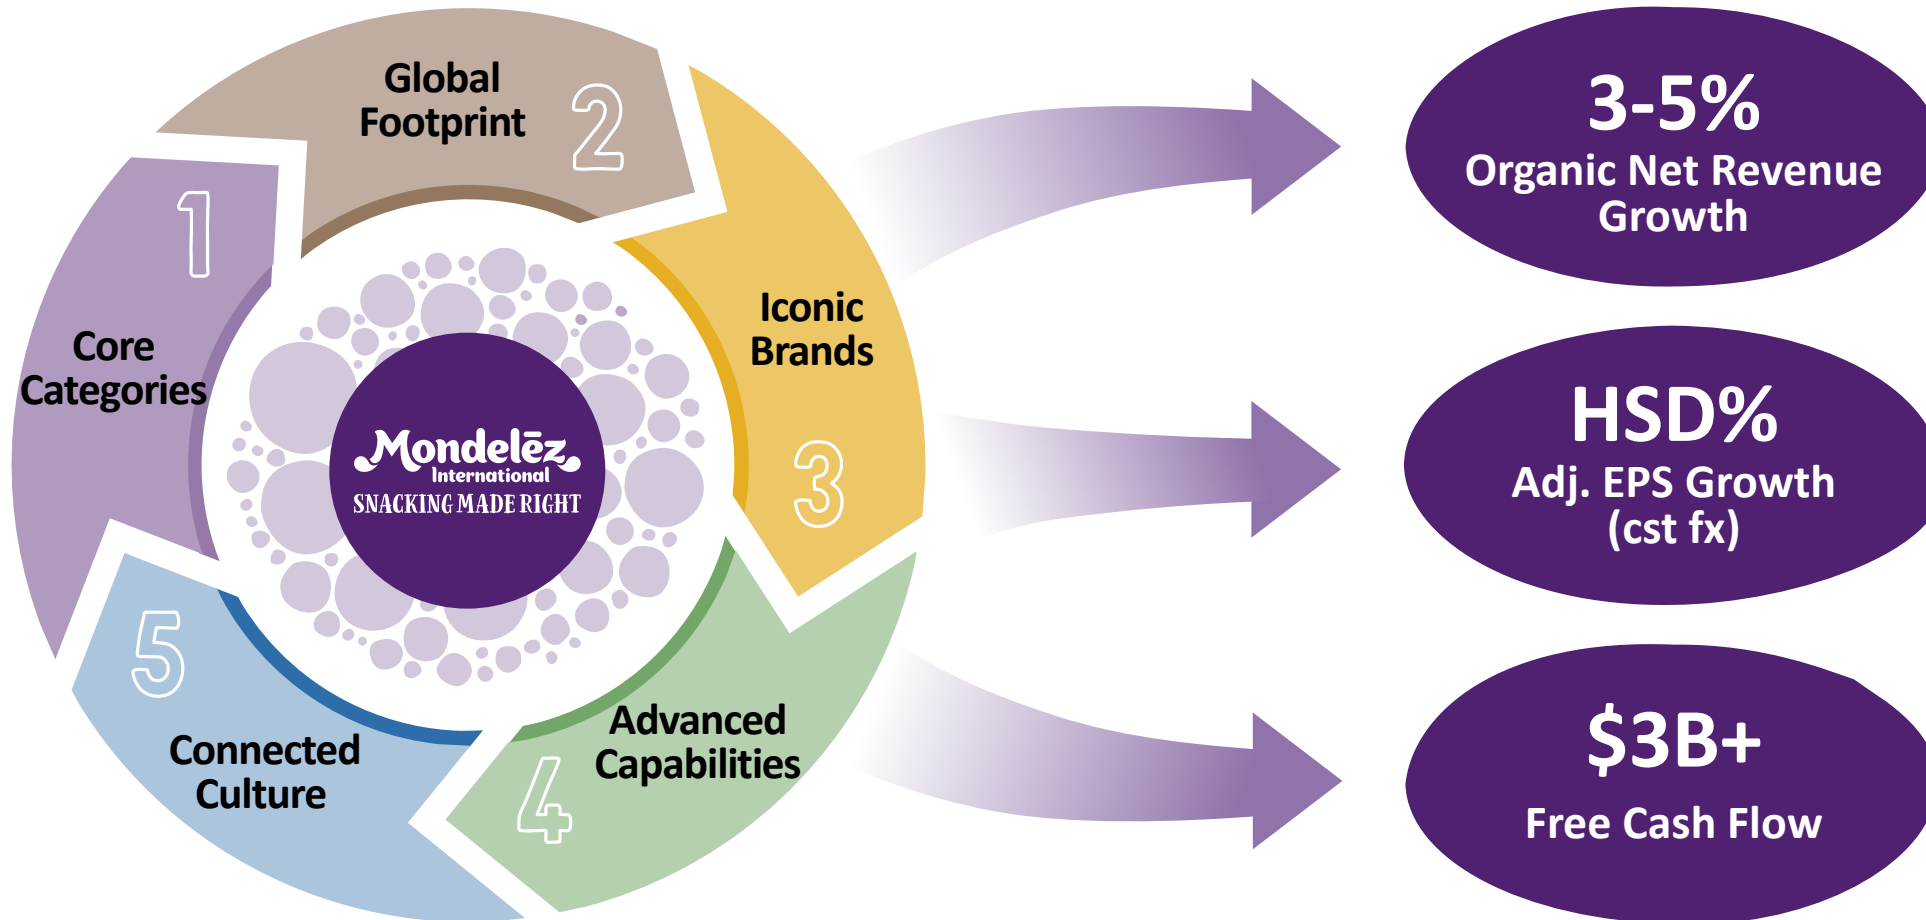 1
Core
Categories
Global
Footprint
2
Iconic
Brands
3
Advanced
Capabilities
4
5
Connected
Culture
Mondelēz
International
SNACKING MADE RIGHT
3-5%
Organic Net Revenue
Growth
HSD%
Adj. EPS Growth
(cst fx)
$3B+
Free Cash Flow